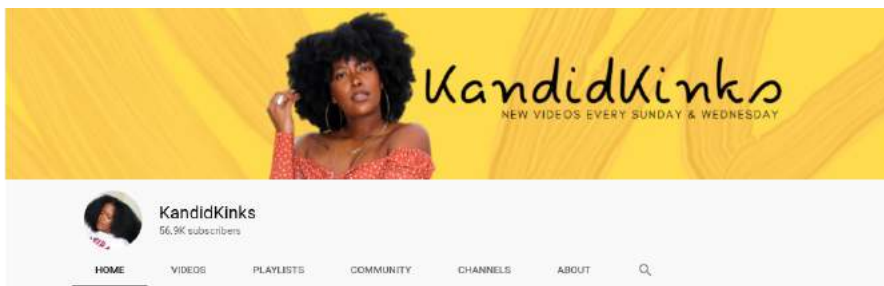 KandidKinks
NEW VIDEOS EVERY SUNDAY & WEDNESDAY
KandidKinks
56.9K subscribers
HOME VIDEOS PLAYLISTS COMMUNITY CHANNELS ABOUT